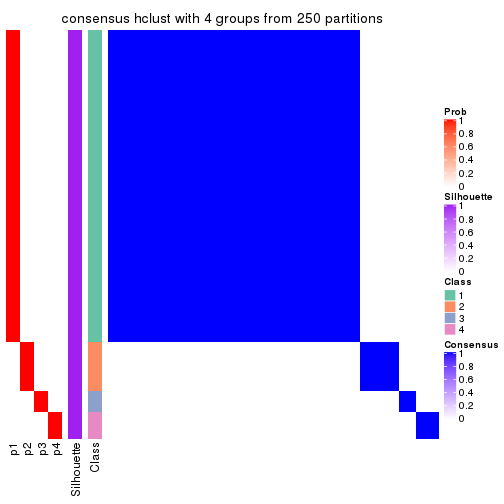 consensus hclust with 4 groups from 250 partitions
Prob
1
0.8
0.6
0.4
0.2
0
Silhouette
1
0.8
0.6
0.4
0.2
0
Class
1
2
3
4
Consensus
1
0.8
0.6
0.4
0.2
0
p1
p2
p3
p4
Silhouette
Class